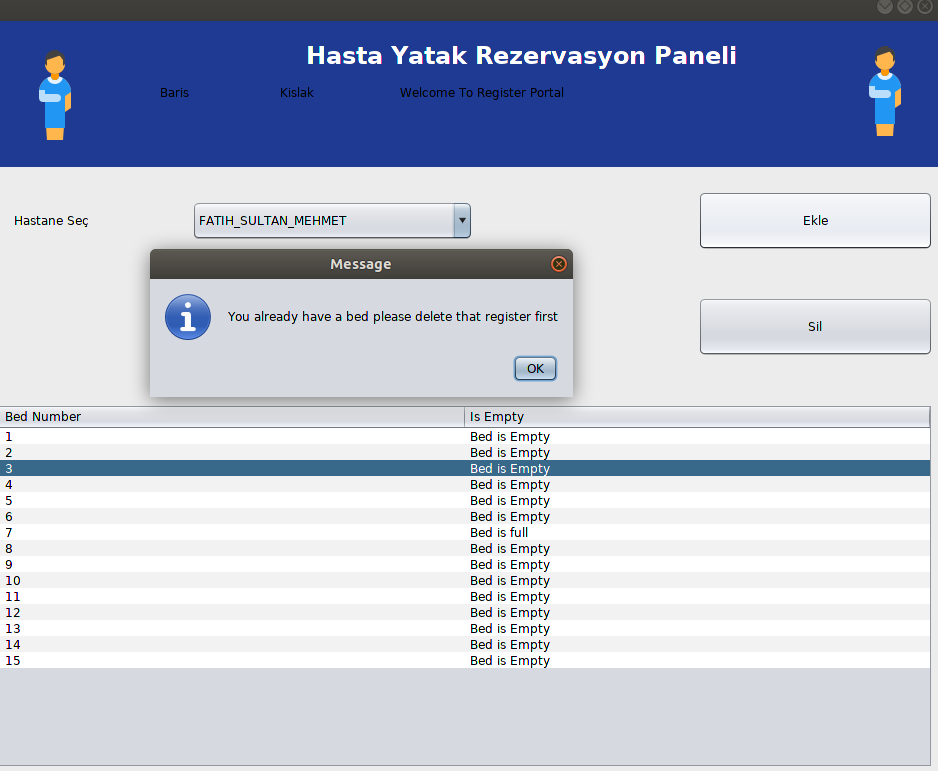 Hasta Yatak Rezervasyon Paneli
Baris Kislak Welcome To Register Portal
Hastane Seç FATIH_SULTAN_MEHMET Ekle
Message
You already have a bed please delete that register first
Sil
OK
Bed Number Is Empty
1 Bed is Empty
2 Bed is Empty
3 Bed is Empty
4 Bed is Empty
5 Bed is Empty
6 Bed is Empty
7 Bed is full
8 Bed is Empty
9 Bed is Empty
10 Bed is Empty
11 Bed is Empty
12 Bed is Empty
13 Bed is Empty
14 Bed is Empty
15 Bed is Empty